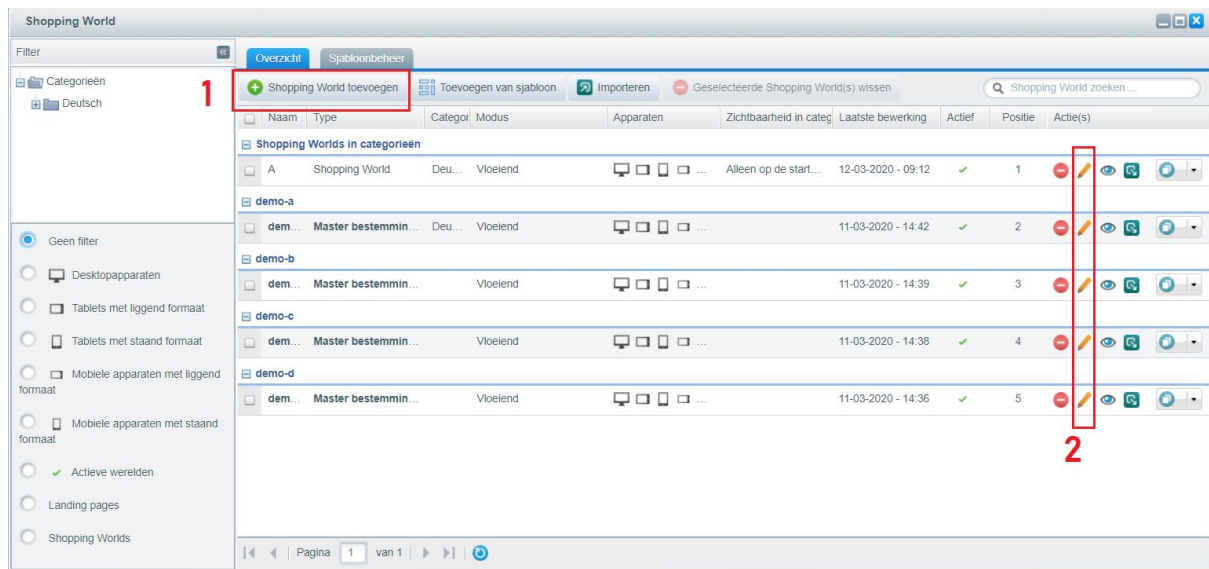 Shopping World
Filter
Overzicht Sjabloonbeheer
Categorieën
Deutsch
1
Shopping World toevoegen Toevoegen van sjabloon Importeren Geselecteerde Shopping World(s) wissen Shopping World zoeken ...
Naam Type Categor Modus Apparaten Zichtbaarheid in categ Laatste bewerking Actief Positie Actie(s)
Shopping Worlds in categorieën
A Shopping World Deu... Vloeiend ... Alleen op de start... 12-03-2020 - 09:12 1
demo-a
dem... Master bestemmin... Deu... Vloeiend ... 11-03-2020 - 14:42 2
demo-b
dem... Master bestemmin... Vloeiend ... 11-03-2020 - 14:39 3
demo-c
dem... Master bestemmin... Vloeiend ... 11-03-2020 - 14:38 4
demo-d
dem... Master bestemmin... Vloeiend ... 11-03-2020 - 14:36 5
2
Geen filter
Desktopapparaten
Tablets met liggend formaat
Tablets met staand formaat
Mobiele apparaten met liggend
formaat
Mobiele apparaten met staand
formaat
Actieve werelden
Landing pages
Shopping Worlds
Pagina 1 van 1